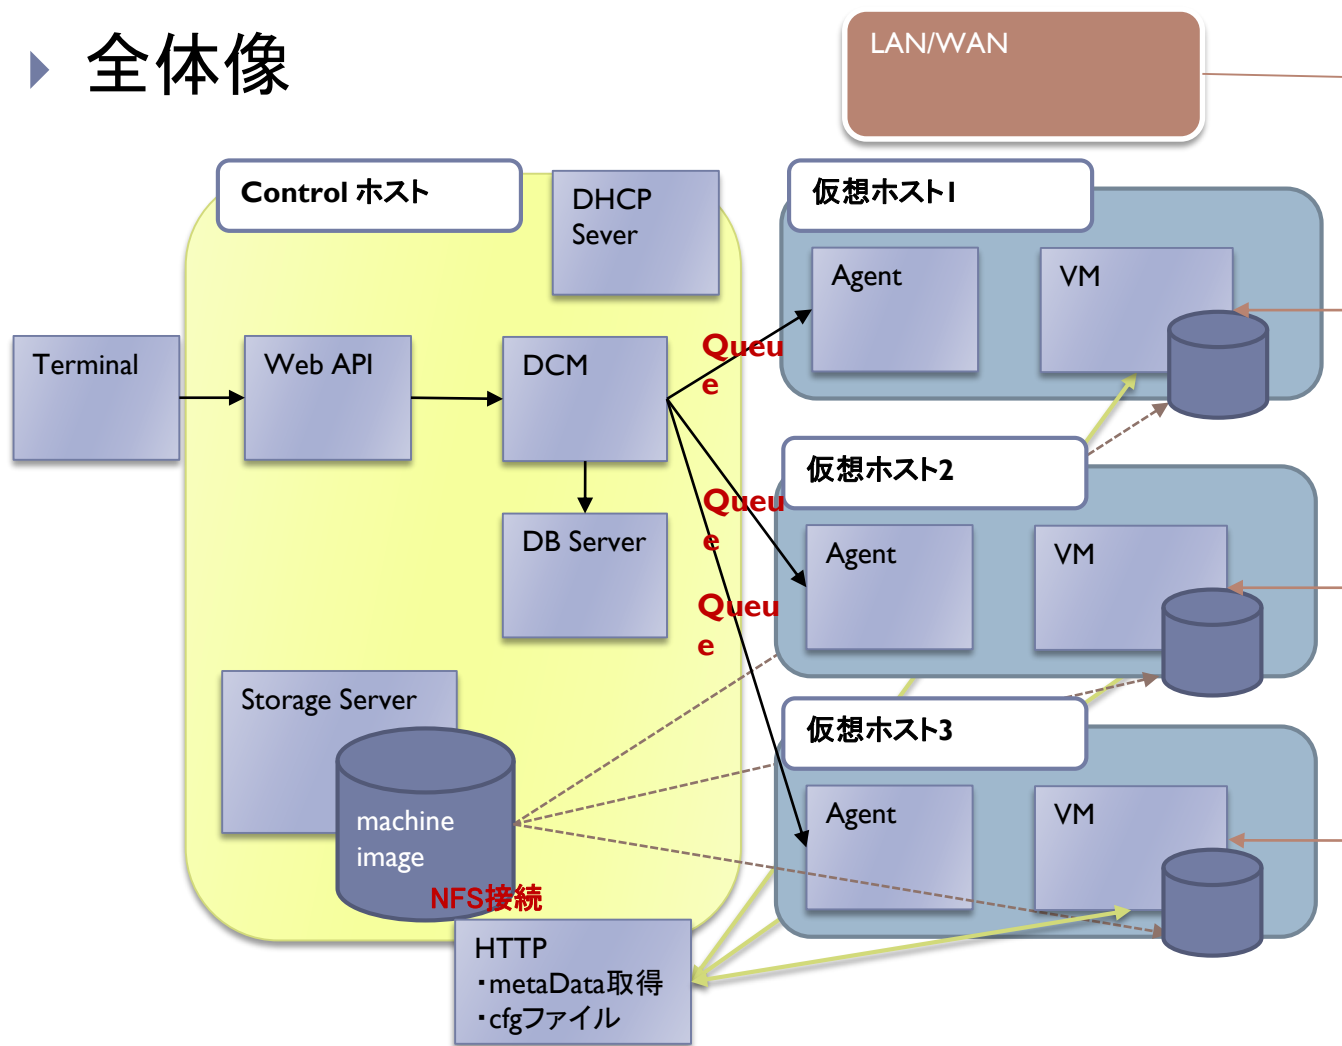 全体像
LAN/WAN
Control ホスト
DHCP
Sever
仮想ホスト1
Agent
VM
Terminal
Web API
DCM
Queu
e
仮想ホスト2
Queu
e
DB Server
Agent
VM
Queu
e
Storage Server
machine
image
NFS接続
仮想ホスト3
Agent
VM
HTTP
・metaData取得
・cfgファイル